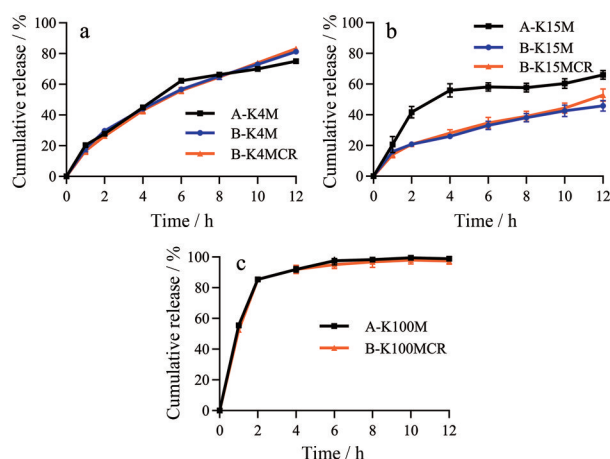 a
Cumulative release / %
100
80
60
40
20
0
A-K4M
B-K4M
B-K4MCR
0 2 4 6 8 10 12
Time / h
b
Cumulative release / %
100
80
60
40
20
0
A-K15M
B-K15M
B-K15MCR
0 2 4 6 8 10 12
Time / h
c
Cumulative release / %
100
80
60
40
20
0
A-K100M
B-K100MCR
0 2 4 6 8 10 12
Time / h